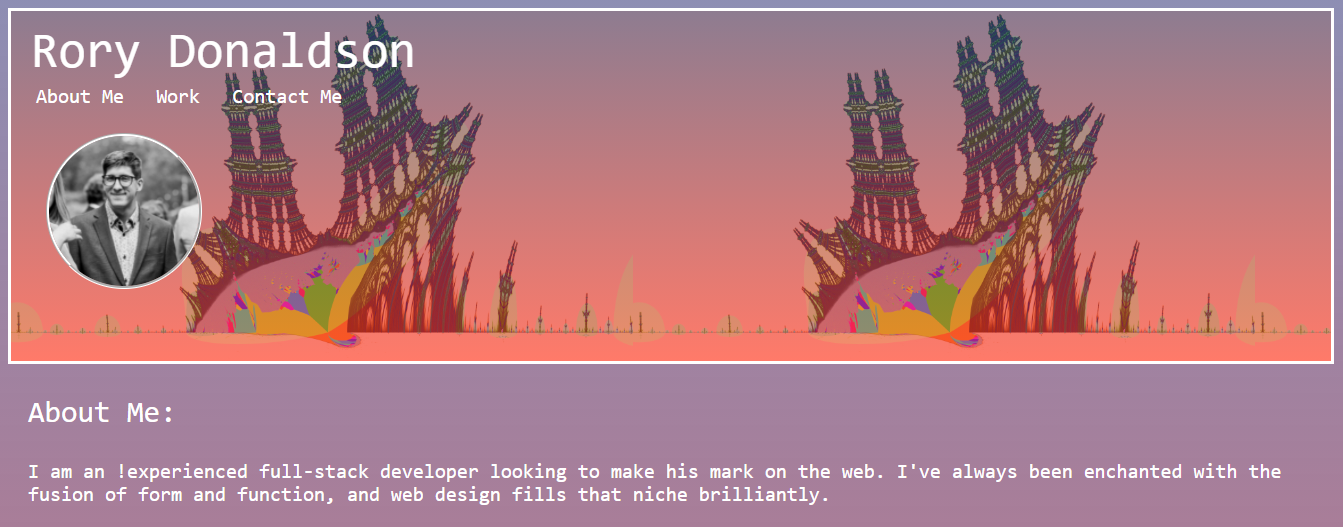 Rory Donaldson
About Me Work Contact Me
About Me:
I am an !experienced full-stack developer looking to make his mark on the web. I've always been enchanted with the
fusion of form and function, and web design fills that niche brilliantly.